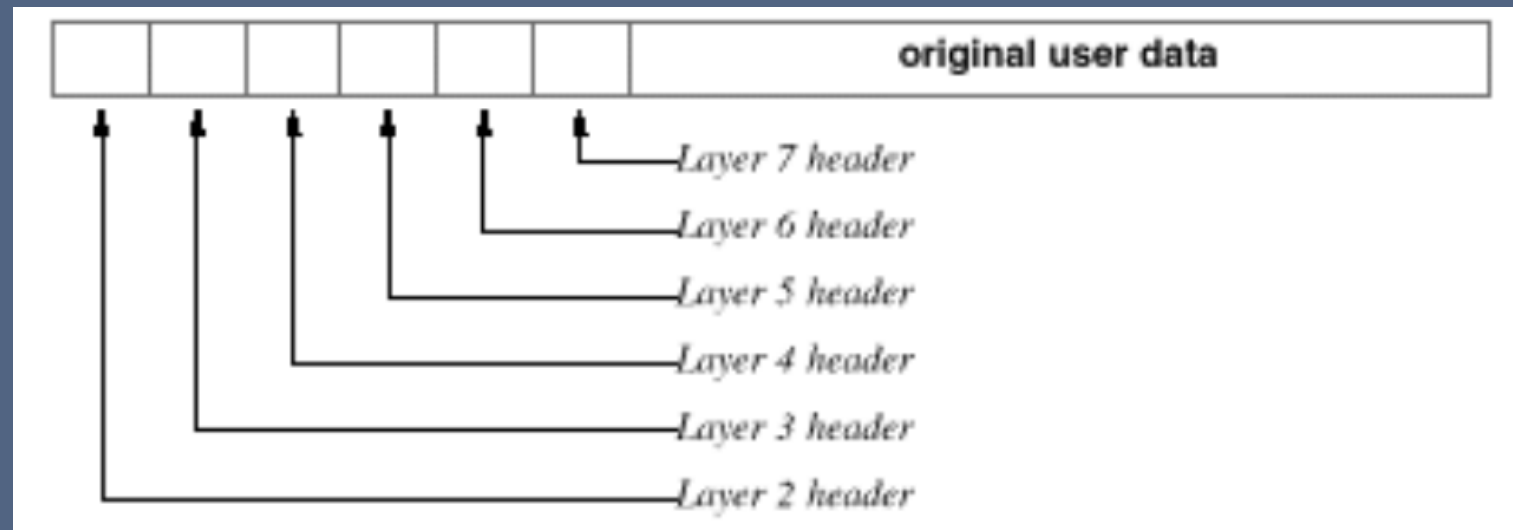 original user data
Layer 7 header
Layer 6 header
Layer 5 header
Layer 4 header
Layer 3 header
Layer 2 header